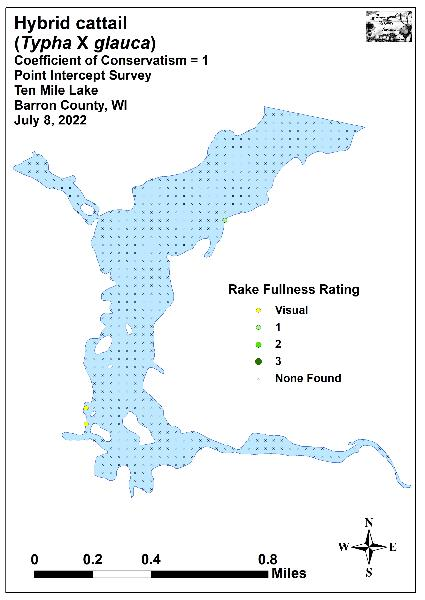 Hybrid cattail
(Typha X glauca)
Coefficient of Conservatism = 1
Point Intercept Survey
Ten Mile Lake
Barron County, WI
July 8, 2022
Rake Fullness Rating
Visual
1
2
3
None Found
N
W E
S
0 0.2 0.4 0.8
Miles